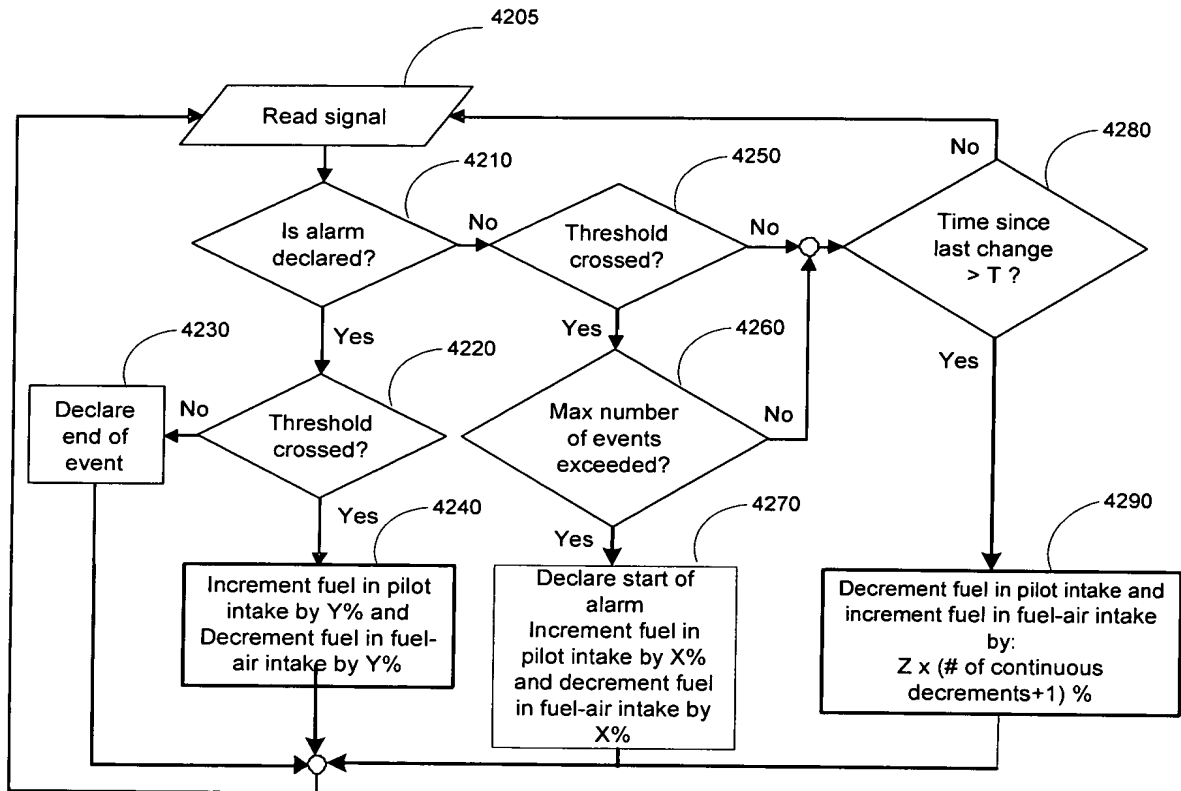 4205
Read signal
4210
Is alarm
declared?
No
Yes
4250
Threshold
crossed?
No
Yes
4280
No
Time since
last change
> T ?
Yes
4230
Declare
end of
event
No
4220
Threshold
crossed?
Yes
4260
Max number
of events
exceeded?
No
Yes
4240
Increment fuel in pilot
intake by Y% and
Decrement fuel in fuel-
air intake by Y%
4270
Declare start of
alarm
Increment fuel in
pilot intake by X%
and decrement fuel
in fuel-air intake by
X%
4290
Decrement fuel in pilot intake and
increment fuel in fuel-air intake
by:
Z x (# of continuous
decrements+1) %